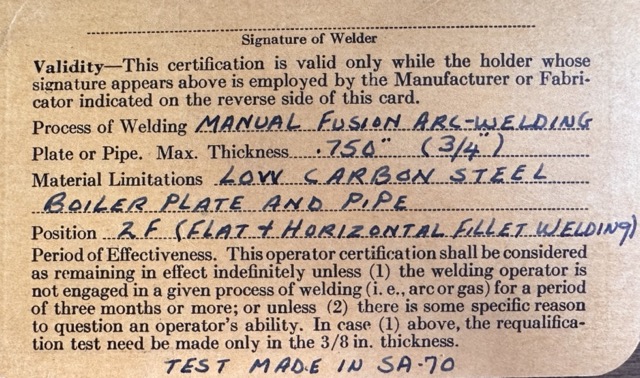 Signature of Welder
Validity—This certification is valid only while the holder whose
signature appears above is employed by the Manufacturer or Fabri-
cator indicated on the reverse side of this card.
Process of Welding MANUAL FUSION ARC-WELDING
Plate or Pipe. Max. Thickness .750" (3/4")
Material Limitations LOW CARBON STEEL
BOILER PLATE AND PIPE
Position 2F (FLAT + HORIZONTAL FILLET WELDING)
Period of Effectiveness. This operator certification shall be considered
as remaining in effect indefinitely unless (1) the welding operator is
not engaged in a given process of welding (i. e., arc or gas) for a period
of three months or more; or unless (2) there is some specific reason
to question an operator's ability. In case (1) above, the requalifica-
tion test need be made only in the 3/8 in. thickness.
TEST MADE IN SA-70